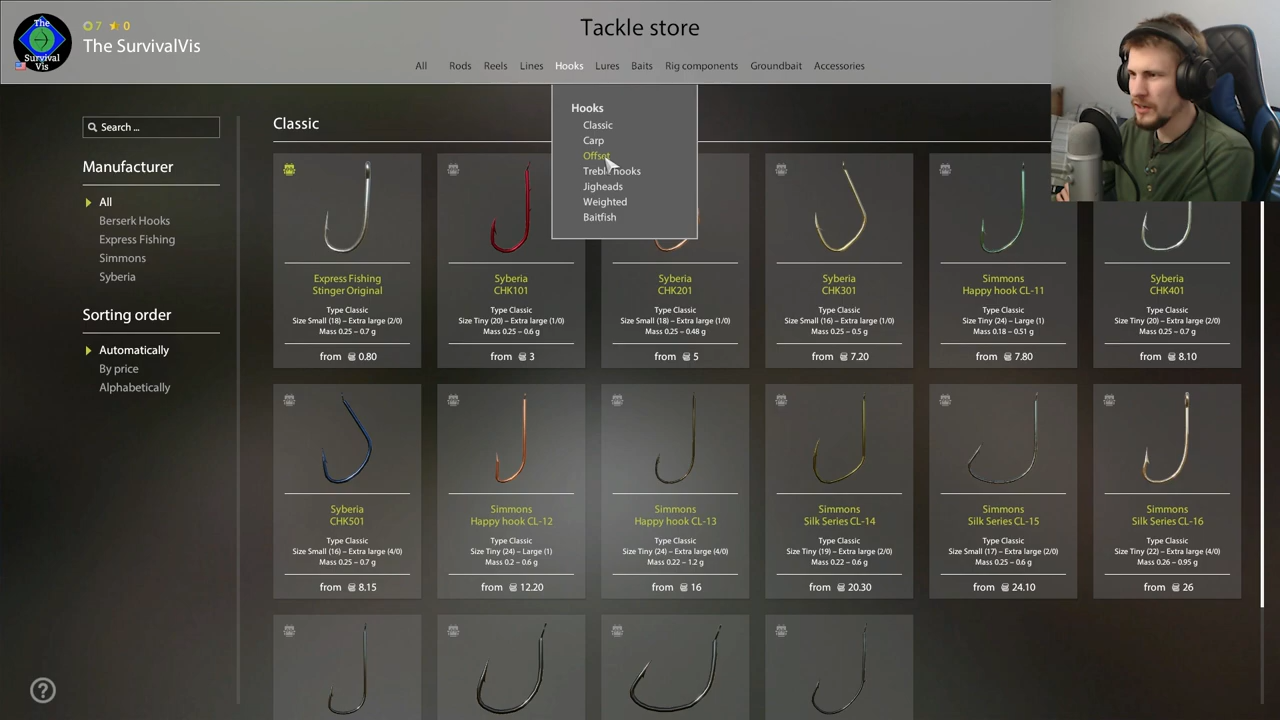 The
Survival
Vis
7 0
The SurvivalVis
Tackle store
All Rods Reels Lines Hooks Lures Baits Rig components Groundbait Accessories
Hooks
Classic
Carp
Offset
Treble hooks
Jigheads
Weighted
Baitfish
Search ...
Manufacturer
All
Berserk Hooks
Express Fishing
Simmons
Syberia
Sorting order
Automatically
By price
Alphabetically
Classic
Express Fishing
Stinger Original
Type Classic
Size Small (18) – Extra large (2/0)
Mass 0.25 – 0.7 g
from 0.80
Syberia
CHK101
Type Classic
Size Tiny (20) – Extra large (1/0)
Mass 0.25 – 0.6 g
from 3
Syberia
CHK201
Type Classic
Size Small (18) – Extra large (1/0)
Mass 0.25 – 0.48 g
from 5
Syberia
CHK301
Type Classic
Size Small (16) – Extra large (1/0)
Mass 0.25 – 0.5 g
from 7.20
Simmons
Happy hook CL-11
Type Classic
Size Tiny (24) – Large (1)
Mass 0.18 – 0.51 g
from 7.80
Syberia
CHK401
Type Classic
Size Tiny (20) – Extra large (2/0)
Mass 0.25 – 0.7 g
from 8.10
Syberia
CHK501
Type Classic
Size Small (16) – Extra large (4/0)
Mass 0.25 – 0.7 g
from 8.15
Simmons
Happy hook CL-12
Type Classic
Size Tiny (24) – Large (1)
Mass 0.2 – 0.6 g
from 12.20
Simmons
Happy hook CL-13
Type Classic
Size Tiny (24) – Extra large (4/0)
Mass 0.22 – 1.2 g
from 16
Simmons
Silk Series CL-14
Type Classic
Size Tiny (19) – Extra large (2/0)
Mass 0.22 – 0.6 g
from 20.30
Simmons
Silk Series CL-15
Type Classic
Size Small (17) – Extra large (2/0)
Mass 0.25 – 0.6 g
from 24.10
Simmons
Silk Series CL-16
Type Classic
Size Tiny (22) – Extra large (4/0)
Mass 0.26 – 0.95 g
from 26
?